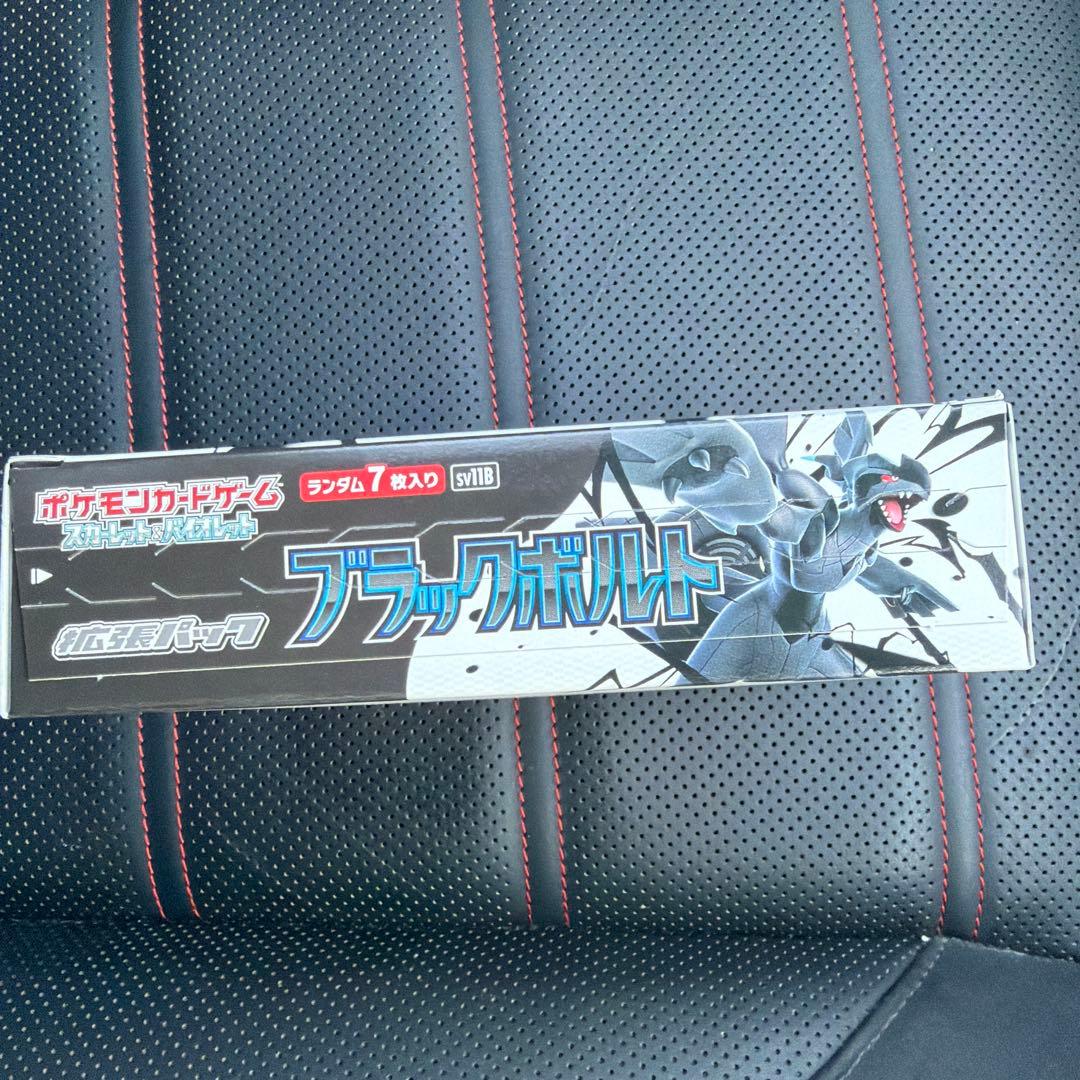 ポケモンカードゲーム
スカーレット&バイオレット
ランダム7枚入り
sv11B
拡張パック
ブラックボルト